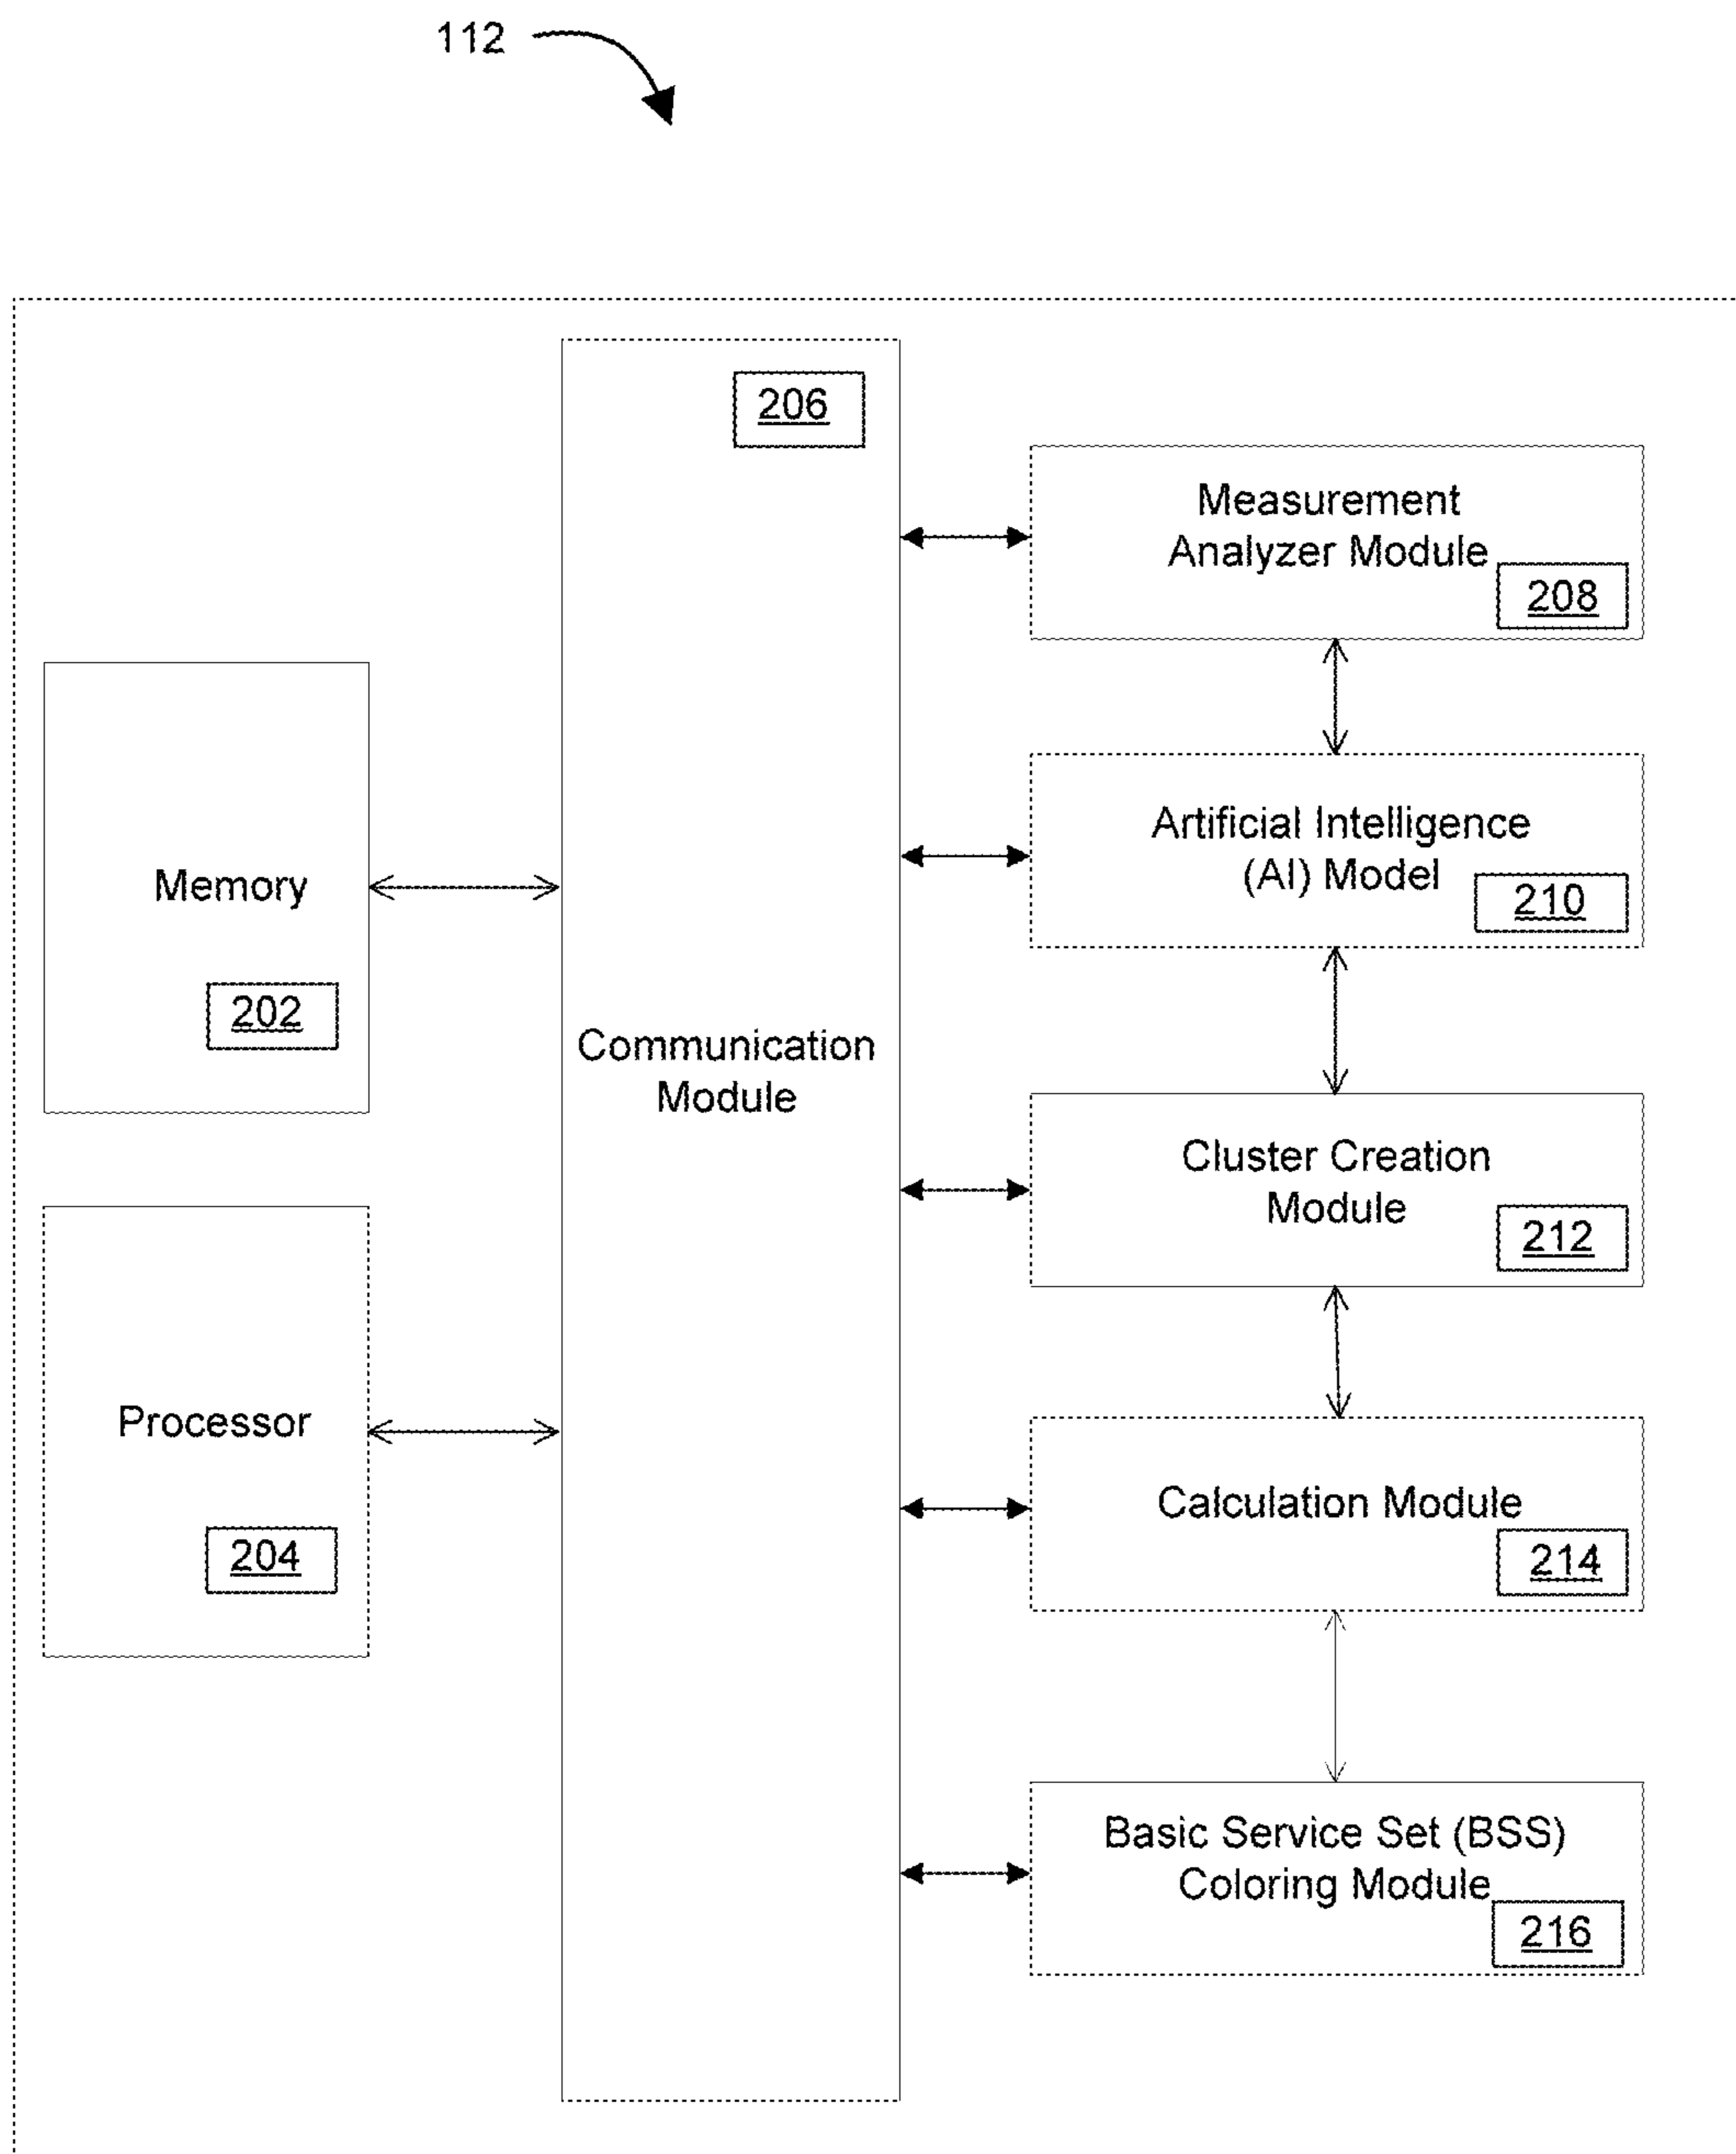 112
206
Measurement
Analyzer Module
208
Memory
202
Artificial Intelligence
(AI) Model
210
Communication
Module
Cluster Creation
Module
212
Processor
204
Calculation Module
214
Basic Service Set (BSS)
Coloring Module
216